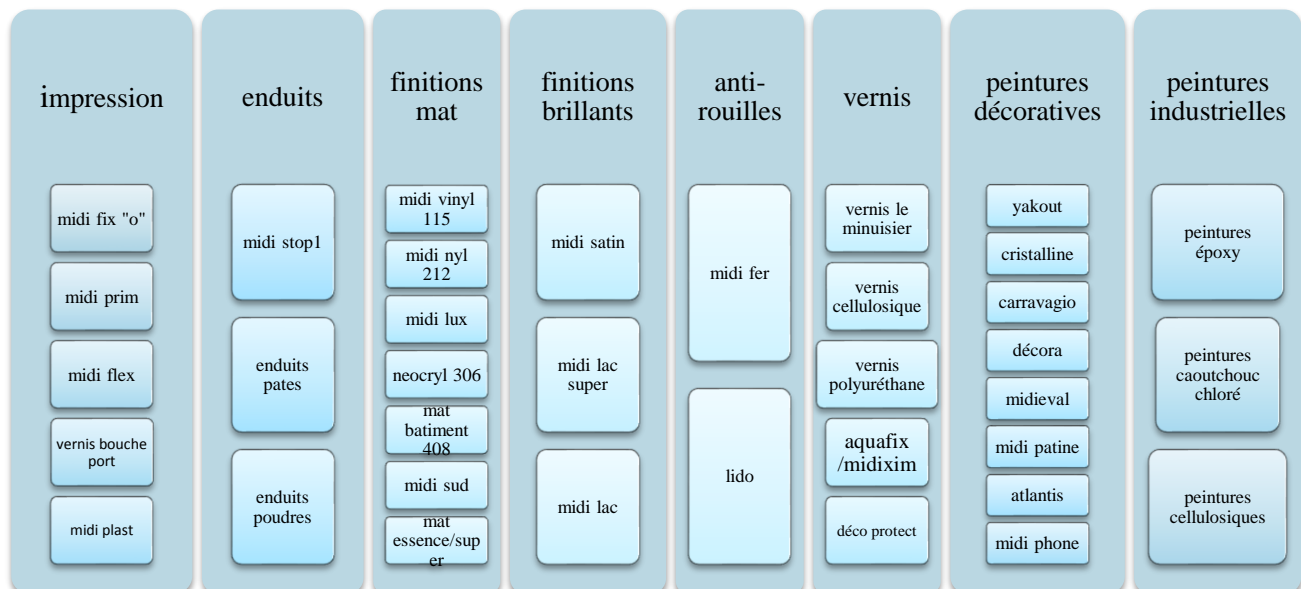 impression
midi fix "o"
midi prim
midi flex
vernis bouche
port
midi plast
enduits
midi stop1
enduits
pates
enduits
poudres
finitions
mat
midi vinyl
115
midi nyl
212
midi lux
neocryl 306
mat
batiment
408
midi sud
mat
essence/sup
er
finitions
brillants
midi satin
midi lac
super
midi lac
anti-
rouilles
midi fer
lido
vernis
vernis le
minuisier
vernis
cellulosique
vernis
polyuréthane
aquafix
/midixim
déco protect
peintures
décoratives
yakout
cristalline
carravagio
décora
midieval
midi patine
atlantis
midi phone
peintures
industrielles
peintures
époxy
peintures
caoutchouc
chloré
peintures
cellulosiques